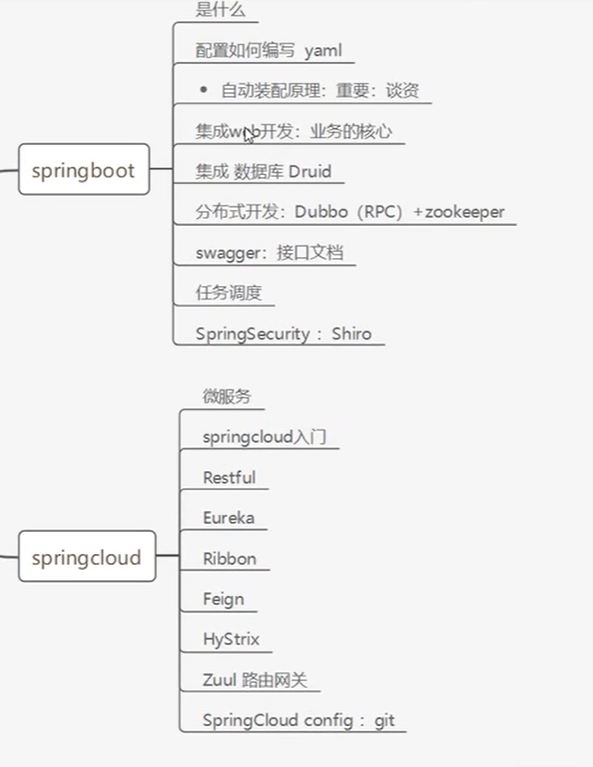 是什么
配置如何编写 yaml
自动装配原理：重要：谈资
集成web开发：业务的核心
springboot
集成 数据库 Druid
分布式开发：Dubbo（RPC）+zookeeper
swagger：接口文档
任务调度
SpringSecurity ：Shiro
微服务
springcloud入门
Restful
Eureka
springcloud
Ribbon
Feign
HyStrix
Zuul 路由网关
SpringCloud config ：git